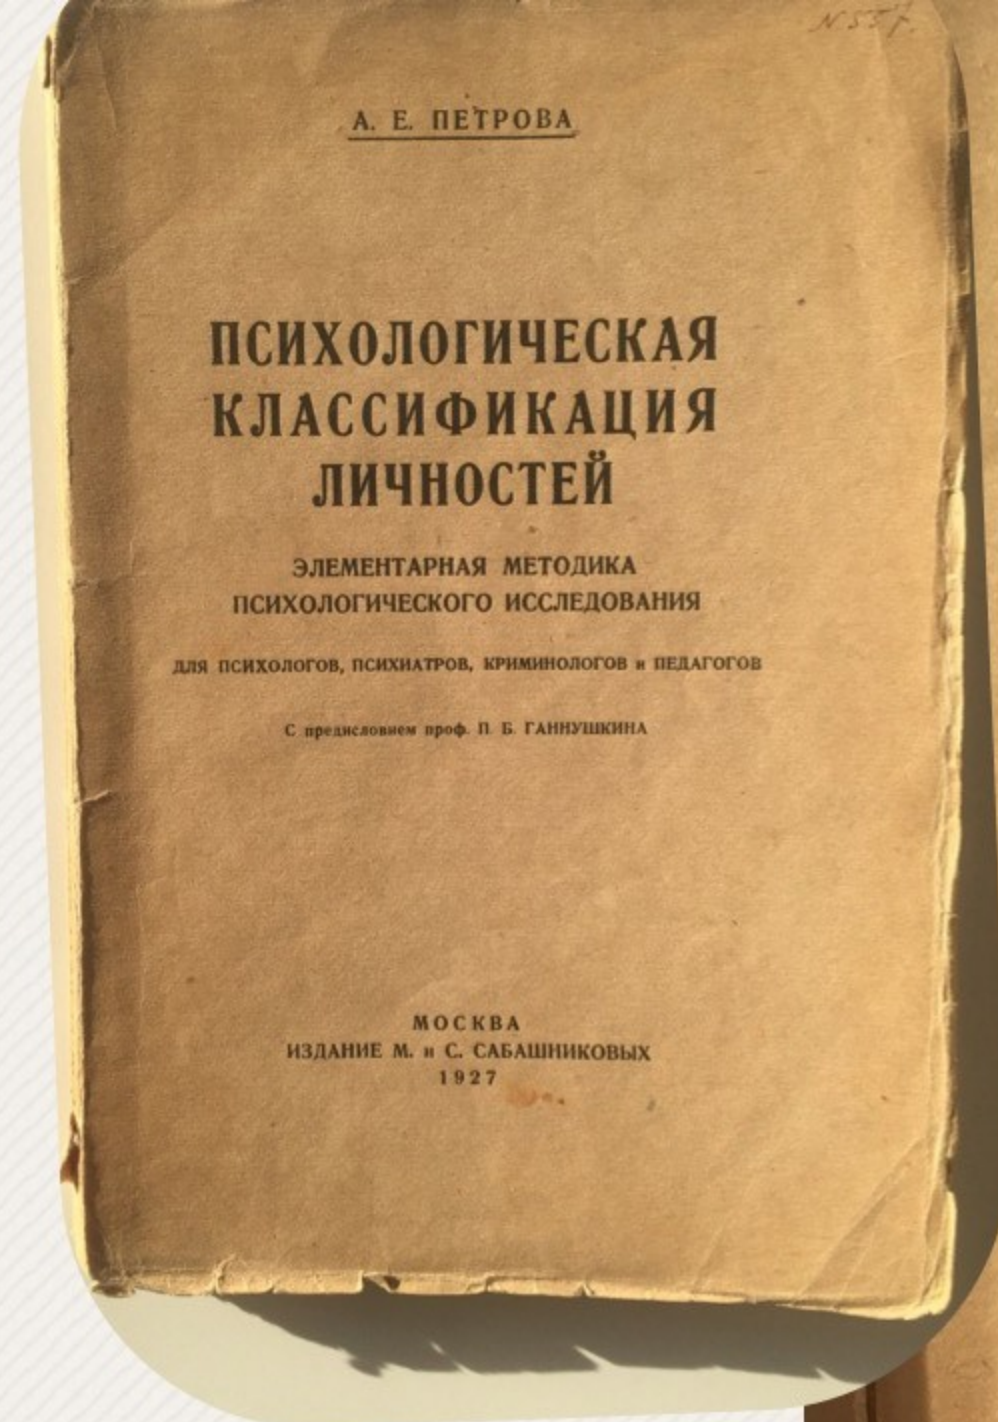 N 557.
А. Е. ПЕТРОВА
ПСИХОЛОГИЧЕСКАЯ
КЛАССИФИКАЦИЯ
ЛИЧНОСТЕЙ
ЭЛЕМЕНТАРНАЯ МЕТОДИКА
ПСИХОЛОГИЧЕСКОГО ИССЛЕДОВАНИЯ
ДЛЯ ПСИХОЛОГОВ, ПСИХИАТРОВ, КРИМИНОЛОГОВ и ПЕДАГОГОВ
С предисловием проф. П. Б. ГАННУШКИНА
МОСКВА
ИЗДАНИЕ М. и С. САБАШНИКОВЫХ
1927